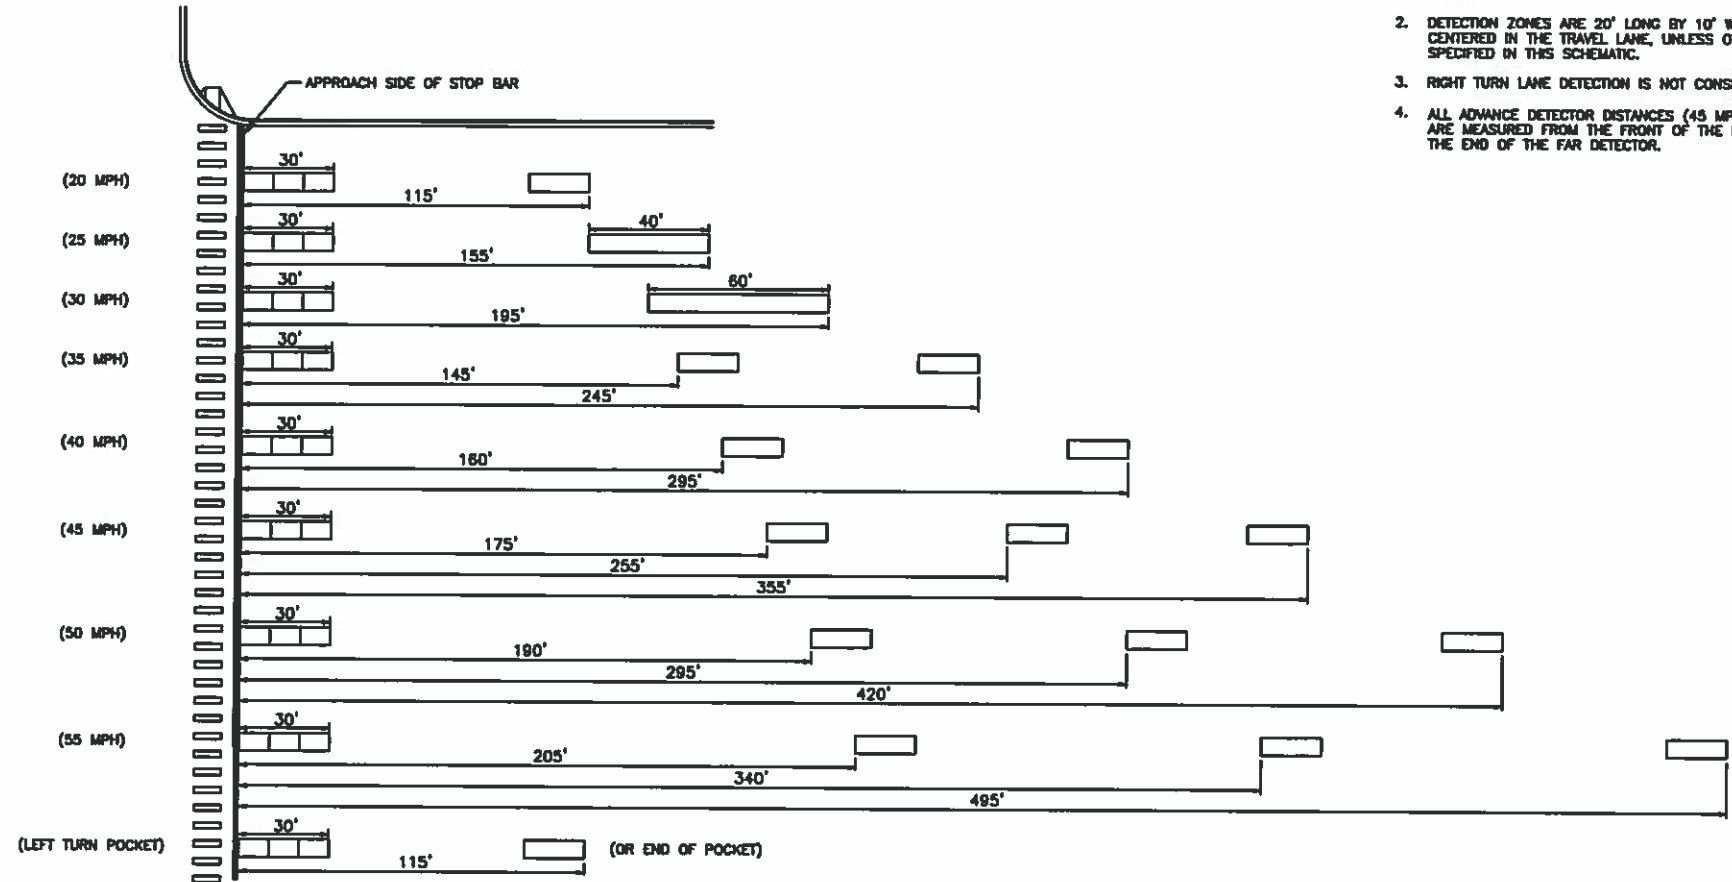 2. DETECTION ZONES ARE 20' LONG BY 10'
CENTERED IN THE TRAVEL LANE, UNLESS
SPECIFIED IN THIS SCHEMATIC.
3. RIGHT TURN LANE DETECTION IS NOT
4. ALL ADVANCE DETECTOR DISTANCES (45
ARE MEASURED FROM THE FRONT OF THE
THE END OF THE FAR DETECTOR.
APPROACH SIDE OF STOP BAR
(20 MPH)
30'
115'
(25 MPH)
30'
40'
155'
(30 MPH)
30'
60'
195'
(35 MPH)
30'
145'
245'
(40 MPH)
30'
160'
295'
(45 MPH)
30'
175'
255'
355'
(50 MPH)
30'
190'
295'
420'
(55 MPH)
30'
205'
340'
495'
(LEFT TURN POCKET)
30'
115'
(OR END OF POCKET)